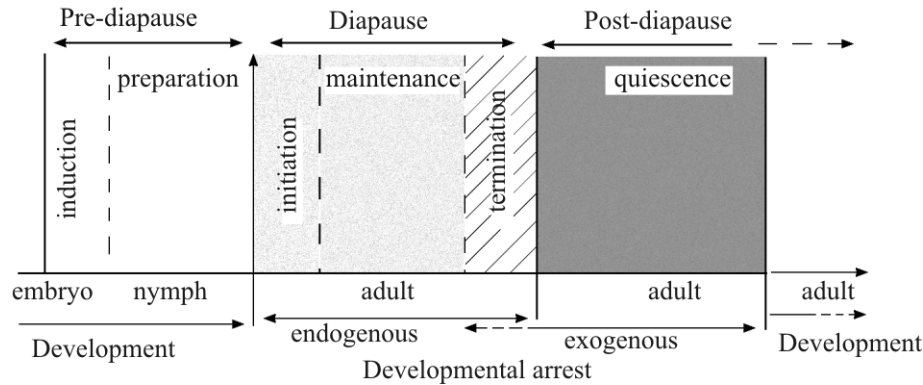 Pre-diapause Diapause Post-diapause
preparation maintenance quiescence
induction
initiation
termination
embryo nymph adult adult adult
endogenous
Development exogenous Development
Developmental arrest